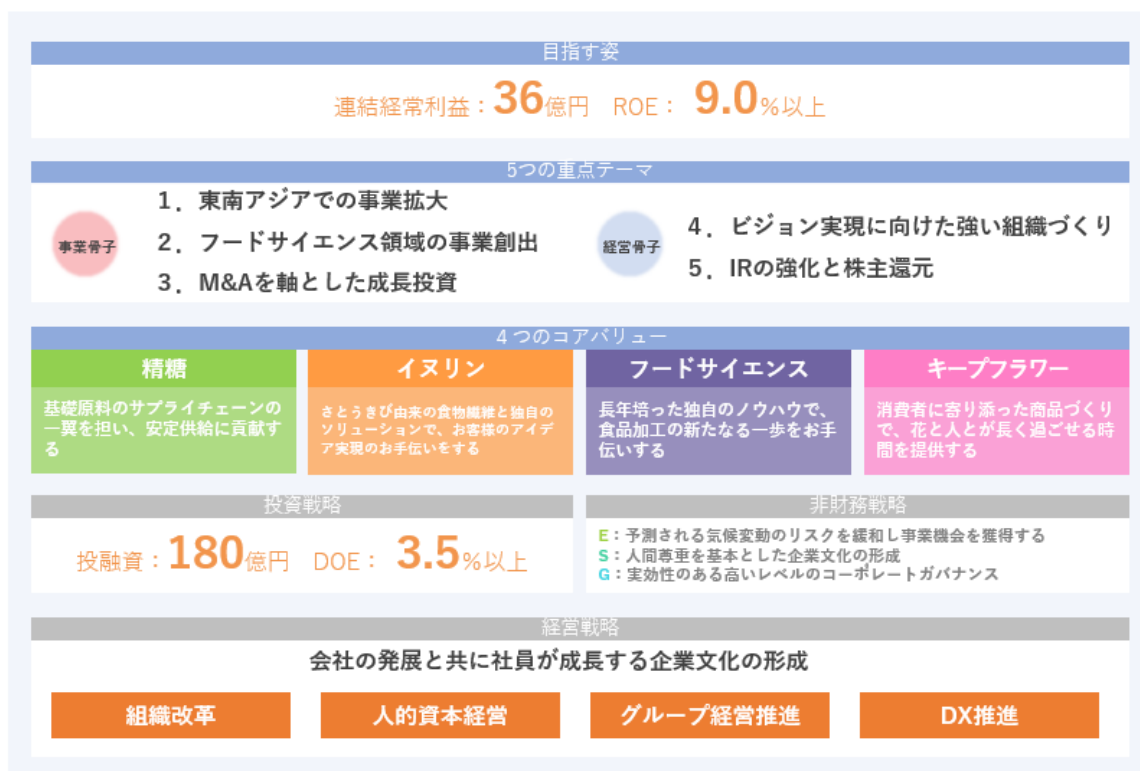 目指す姿
連結経常利益：36億円 ROE： 9.0%以上
5つの重点テーマ
事業骨子
1．東南アジアでの事業拡大
2．フードサイエンス領域の事業創出
3．M&Aを軸とした成長投資
経営骨子
4．ビジョン実現に向けた強い組織づくり
5．IRの強化と株主還元
４つのコアバリュー
精糖
基礎原料のサプライチェーンの
一翼を担い、安定供給に貢献す
る
イヌリン
さとうきび由来の食物繊維と独自の
ソリューションで、お客様のアイデ
ア実現のお手伝いをする
フードサイエンス
長年培った独自のノウハウで、
食品加工の新たなる一歩をお手
伝いする
キープフラワー
消費者に寄り添った商品づくり
で、花と人とが長く過ごせる時
間を提供する
投資戦略
投融資：180億円 DOE： 3.5%以上
非財務戦略
E：予測される気候変動のリスクを緩和し事業機会を獲得する
S：人間尊重を基本とした企業文化の形成
G：実効性のある高いレベルのコーポレートガバナンス
経営戦略
会社の発展と共に社員が成長する企業文化の形成
組織改革
人的資本経営
グループ経営推進
DX推進